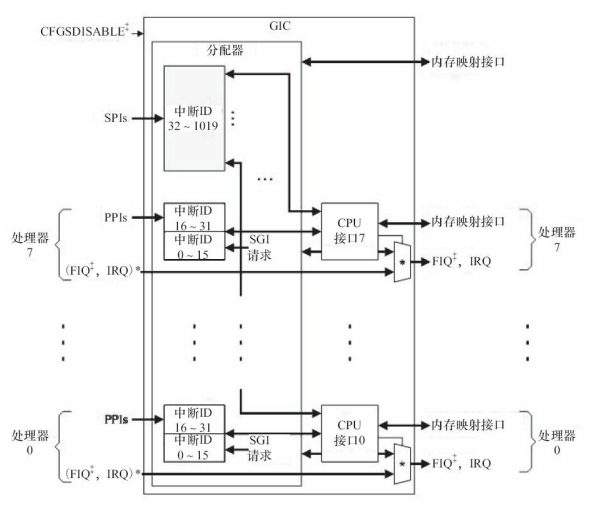 GIC
CFGSDISABLE‡
分配器
内存映射接口
SPIs
中断ID
32～1019
PPIs
中断ID
16～31
中断ID
0～15
SGI
请求
CPU
接口7
内存映射接口
处理器
7
(FIQ‡, IRQ)*
*
FIQ‡, IRQ
处理器
7
PPIs
中断ID
16～31
中断ID
0～15
SGI
请求
CPU
接口0
内存映射接口
处理器
0
(FIQ‡, IRQ)*
*
FIQ‡, IRQ
处理器
0